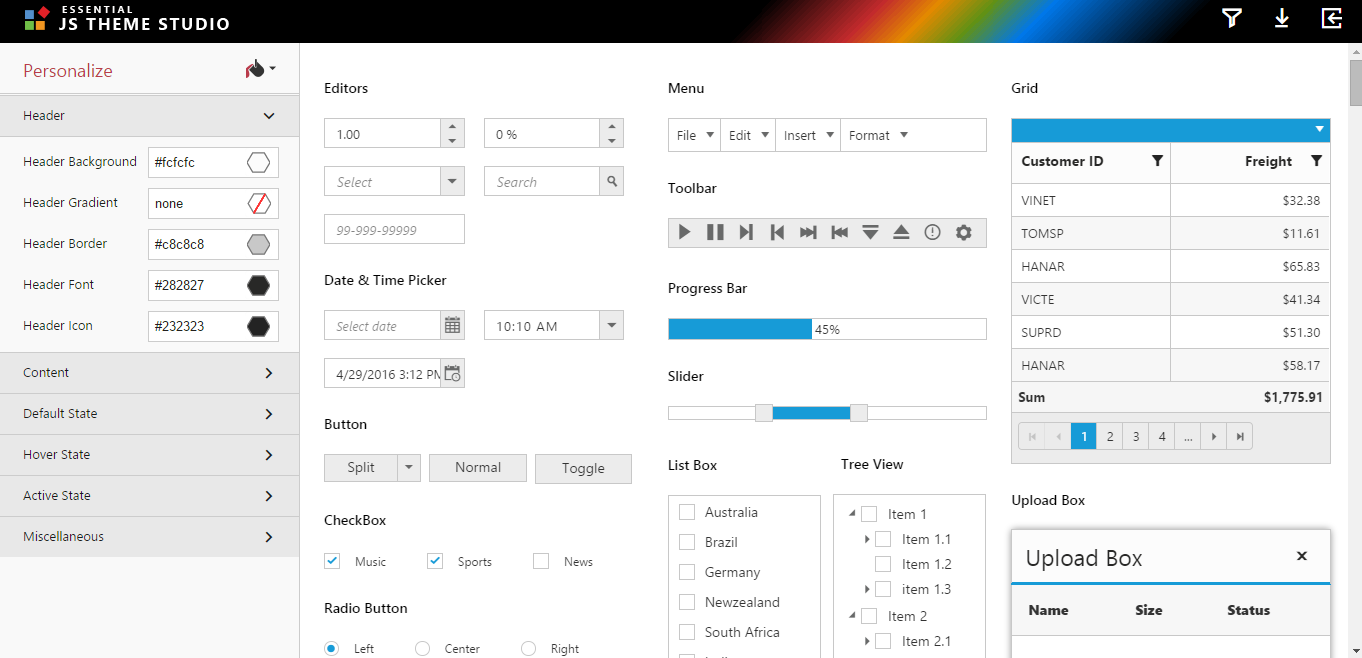 ESSENTIAL
JS THEME STUDIO
Personalize
Header
Header Background #fcfcfc
Header Gradient none
Header Border #c8c8c8
Header Font #282827
Header Icon #232323
Content
Default State
Hover State
Active State
Miscellaneous
Editors
1.00 0 %
Select Search
99-999-99999
Date & Time Picker
Select date 10:10 AM
4/29/2016 3:12 PM
Button
Split Normal Toggle
CheckBox
Music Sports News
Radio Button
Left Center Right
Menu
File Edit Insert Format
Toolbar
Progress Bar
45%
Slider
List Box
Australia
Brazil
Germany
Newzealand
South Africa
Tree View
Item 1
Item 1.1
Item 1.2
item 1.3
Item 2
Item 2.1
Grid
Customer ID Freight
VINET $32.38
TOMSP $11.61
HANAR $65.83
VICTE $41.34
SUPRD $51.30
HANAR $58.17
Sum $1,775.91
1 2 3 4 ...
Upload Box
Upload Box
Name Size Status